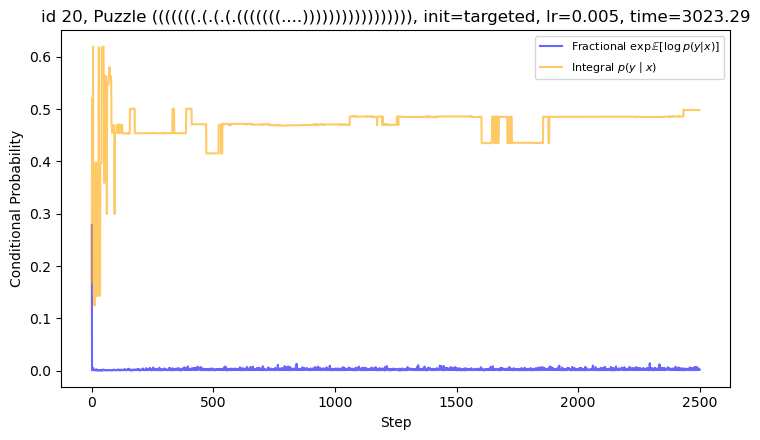 id 20, Puzzle (((((((.(.(.(.(((((((....))))))))))))))))), init=targeted, lr=0.005, time=3023.29
Fractional exp𝔼[log p(y|x)]
Integral p(y | x)
Conditional Probability
0.6
0.5
0.4
0.3
0.2
0.1
0.0
0
500
1000
1500
2000
2500
Step